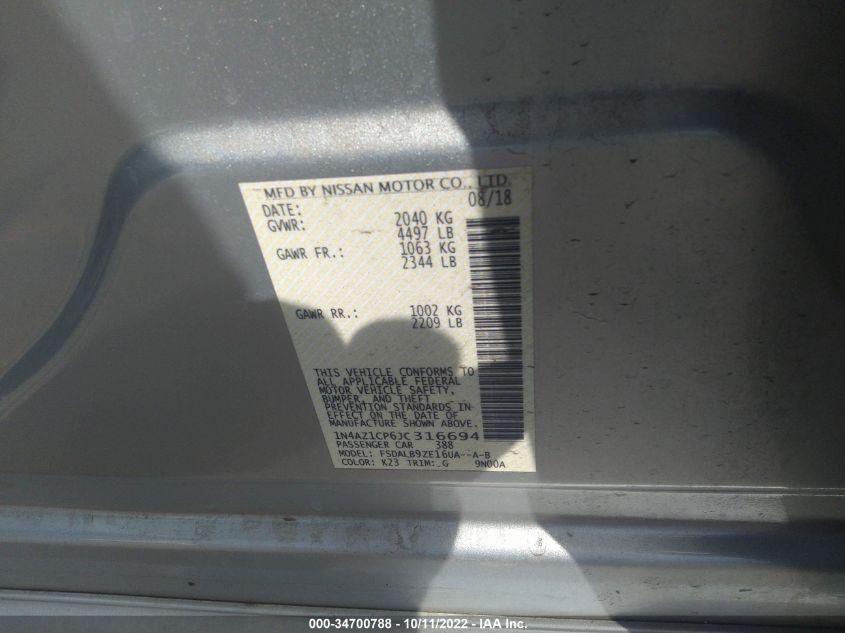 MFD BY NISSAN MOTOR CO., LTD.
DATE: 08/18
GVWR: 2040 KG
4497 LB
GAWR FR.: 1063 KG
2344 LB
GAWR RR.: 1002 KG
2209 LB
THIS VEHICLE CONFORMS TO
ALL APPLICABLE FEDERAL
MOTOR VEHICLE SAFETY,
BUMPER, AND THEFT
PREVENTION STANDARDS
IN EFFECT ON THE DATE OF
MANUFACTURE SHOWN ABOVE.
1N4AZ1CP6JC316694
PASSENGER CAR 388
MODEL: FSDALB9ZE16UA--A-B
COLOR: K23 TRIM: G 9N00A
000-34700788 - 10/11/2022 - IAA Inc.